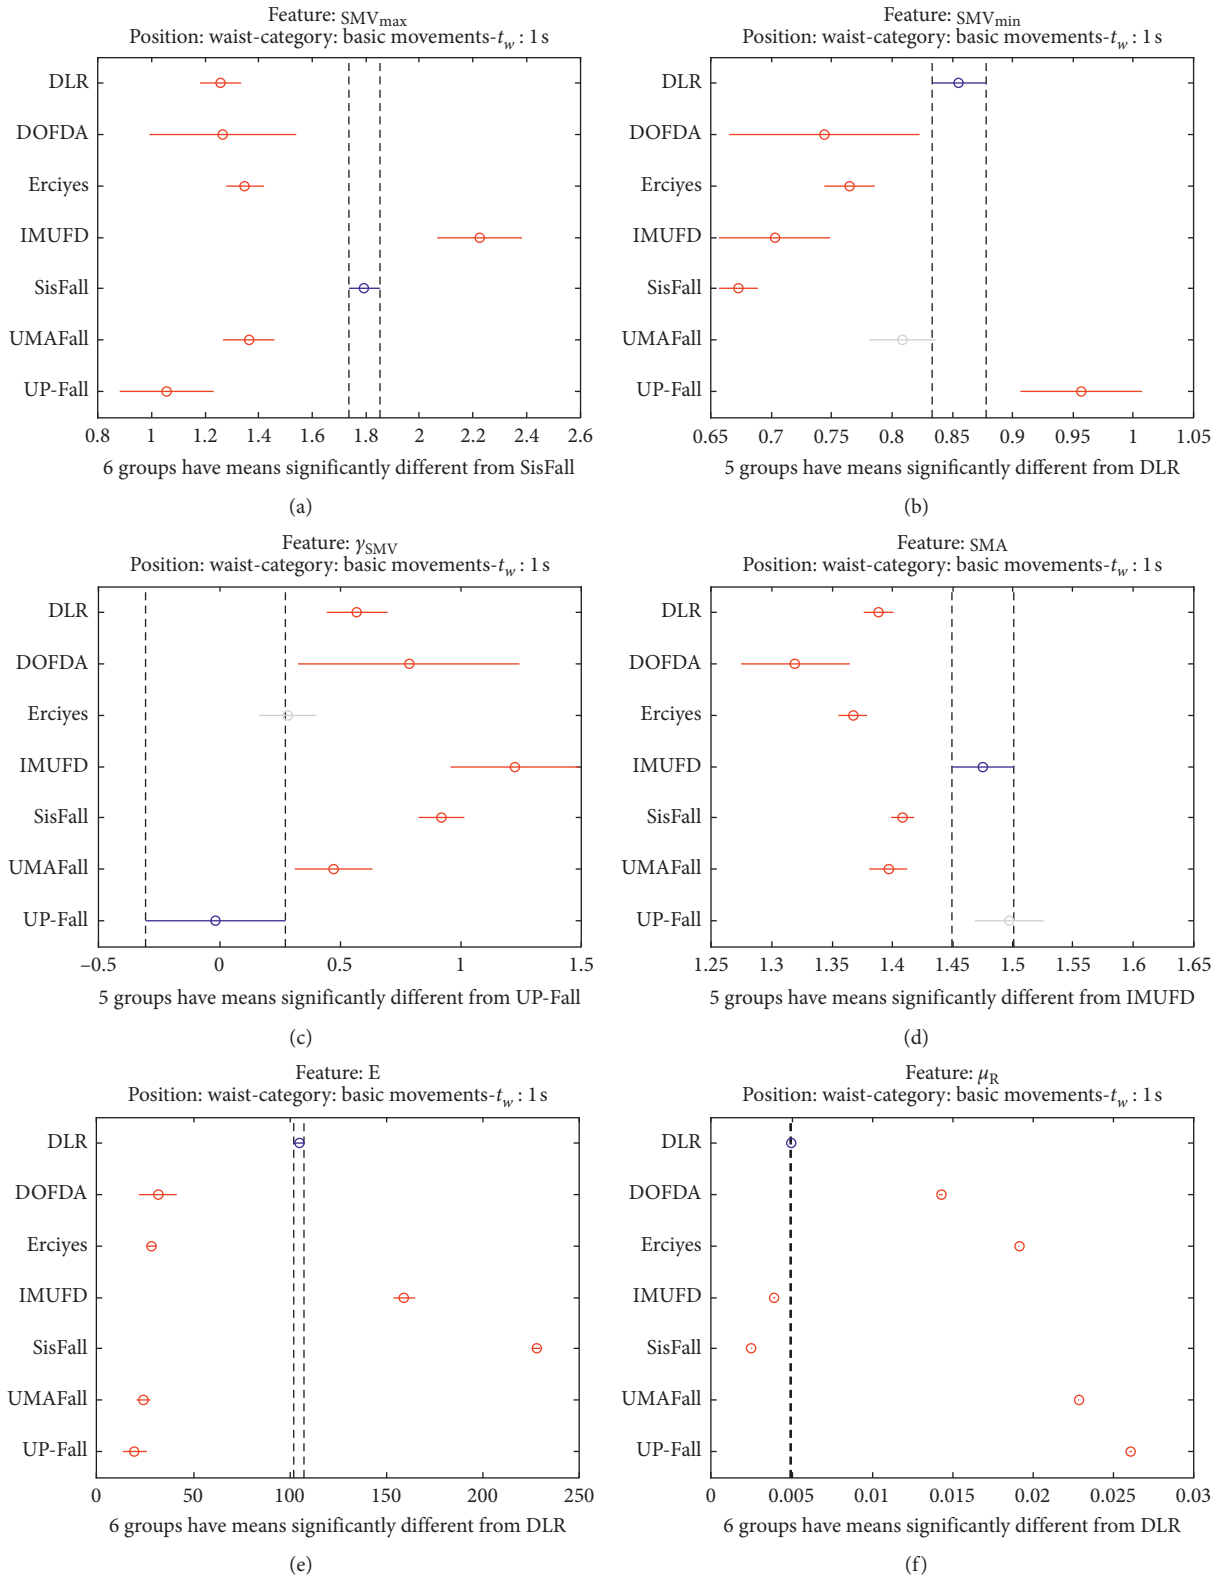 Feature: SMVmax
Position: waist-category: basic movements-tw : 1 s
DLR
DOFDA
Erciyes
IMUFD
SisFall
UMAFall
UP-Fall
0.8 1 1.2 1.4 1.6 1.8 2 2.2 2.4 2.6
6 groups have means significantly different from SisFall
(a)
Feature: SMVmin
Position: waist-category: basic movements-tw : 1 s
DLR
DOFDA
Erciyes
IMUFD
SisFall
UMAFall
UP-Fall
0.65 0.7 0.75 0.8 0.85 0.9 0.95 1 1.05
5 groups have means significantly different from DLR
(b)
Feature: γSMV
Position: waist-category: basic movements-tw : 1 s
DLR
DOFDA
Erciyes
IMUFD
SisFall
UMAFall
UP-Fall
−0.5 0 0.5 1 1.5
5 groups have means significantly different from UP-Fall
(c)
Feature: SMA
Position: waist-category: basic movements-tw : 1 s
DLR
DOFDA
Erciyes
IMUFD
SisFall
UMAFall
UP-Fall
1.25 1.3 1.35 1.4 1.45 1.5 1.55 1.6 1.65
5 groups have means significantly different from IMUFD
(d)
Feature: E
Position: waist-category: basic movements-tw : 1 s
DLR
DOFDA
Erciyes
IMUFD
SisFall
UMAFall
UP-Fall
0 50 100 150 200 250
6 groups have means significantly different from DLR
(e)
Feature: μR
Position: waist-category: basic movements-tw : 1 s
DLR
DOFDA
Erciyes
IMUFD
SisFall
UMAFall
UP-Fall
0 0.005 0.01 0.015 0.02 0.025 0.03
6 groups have means significantly different from DLR
(f)